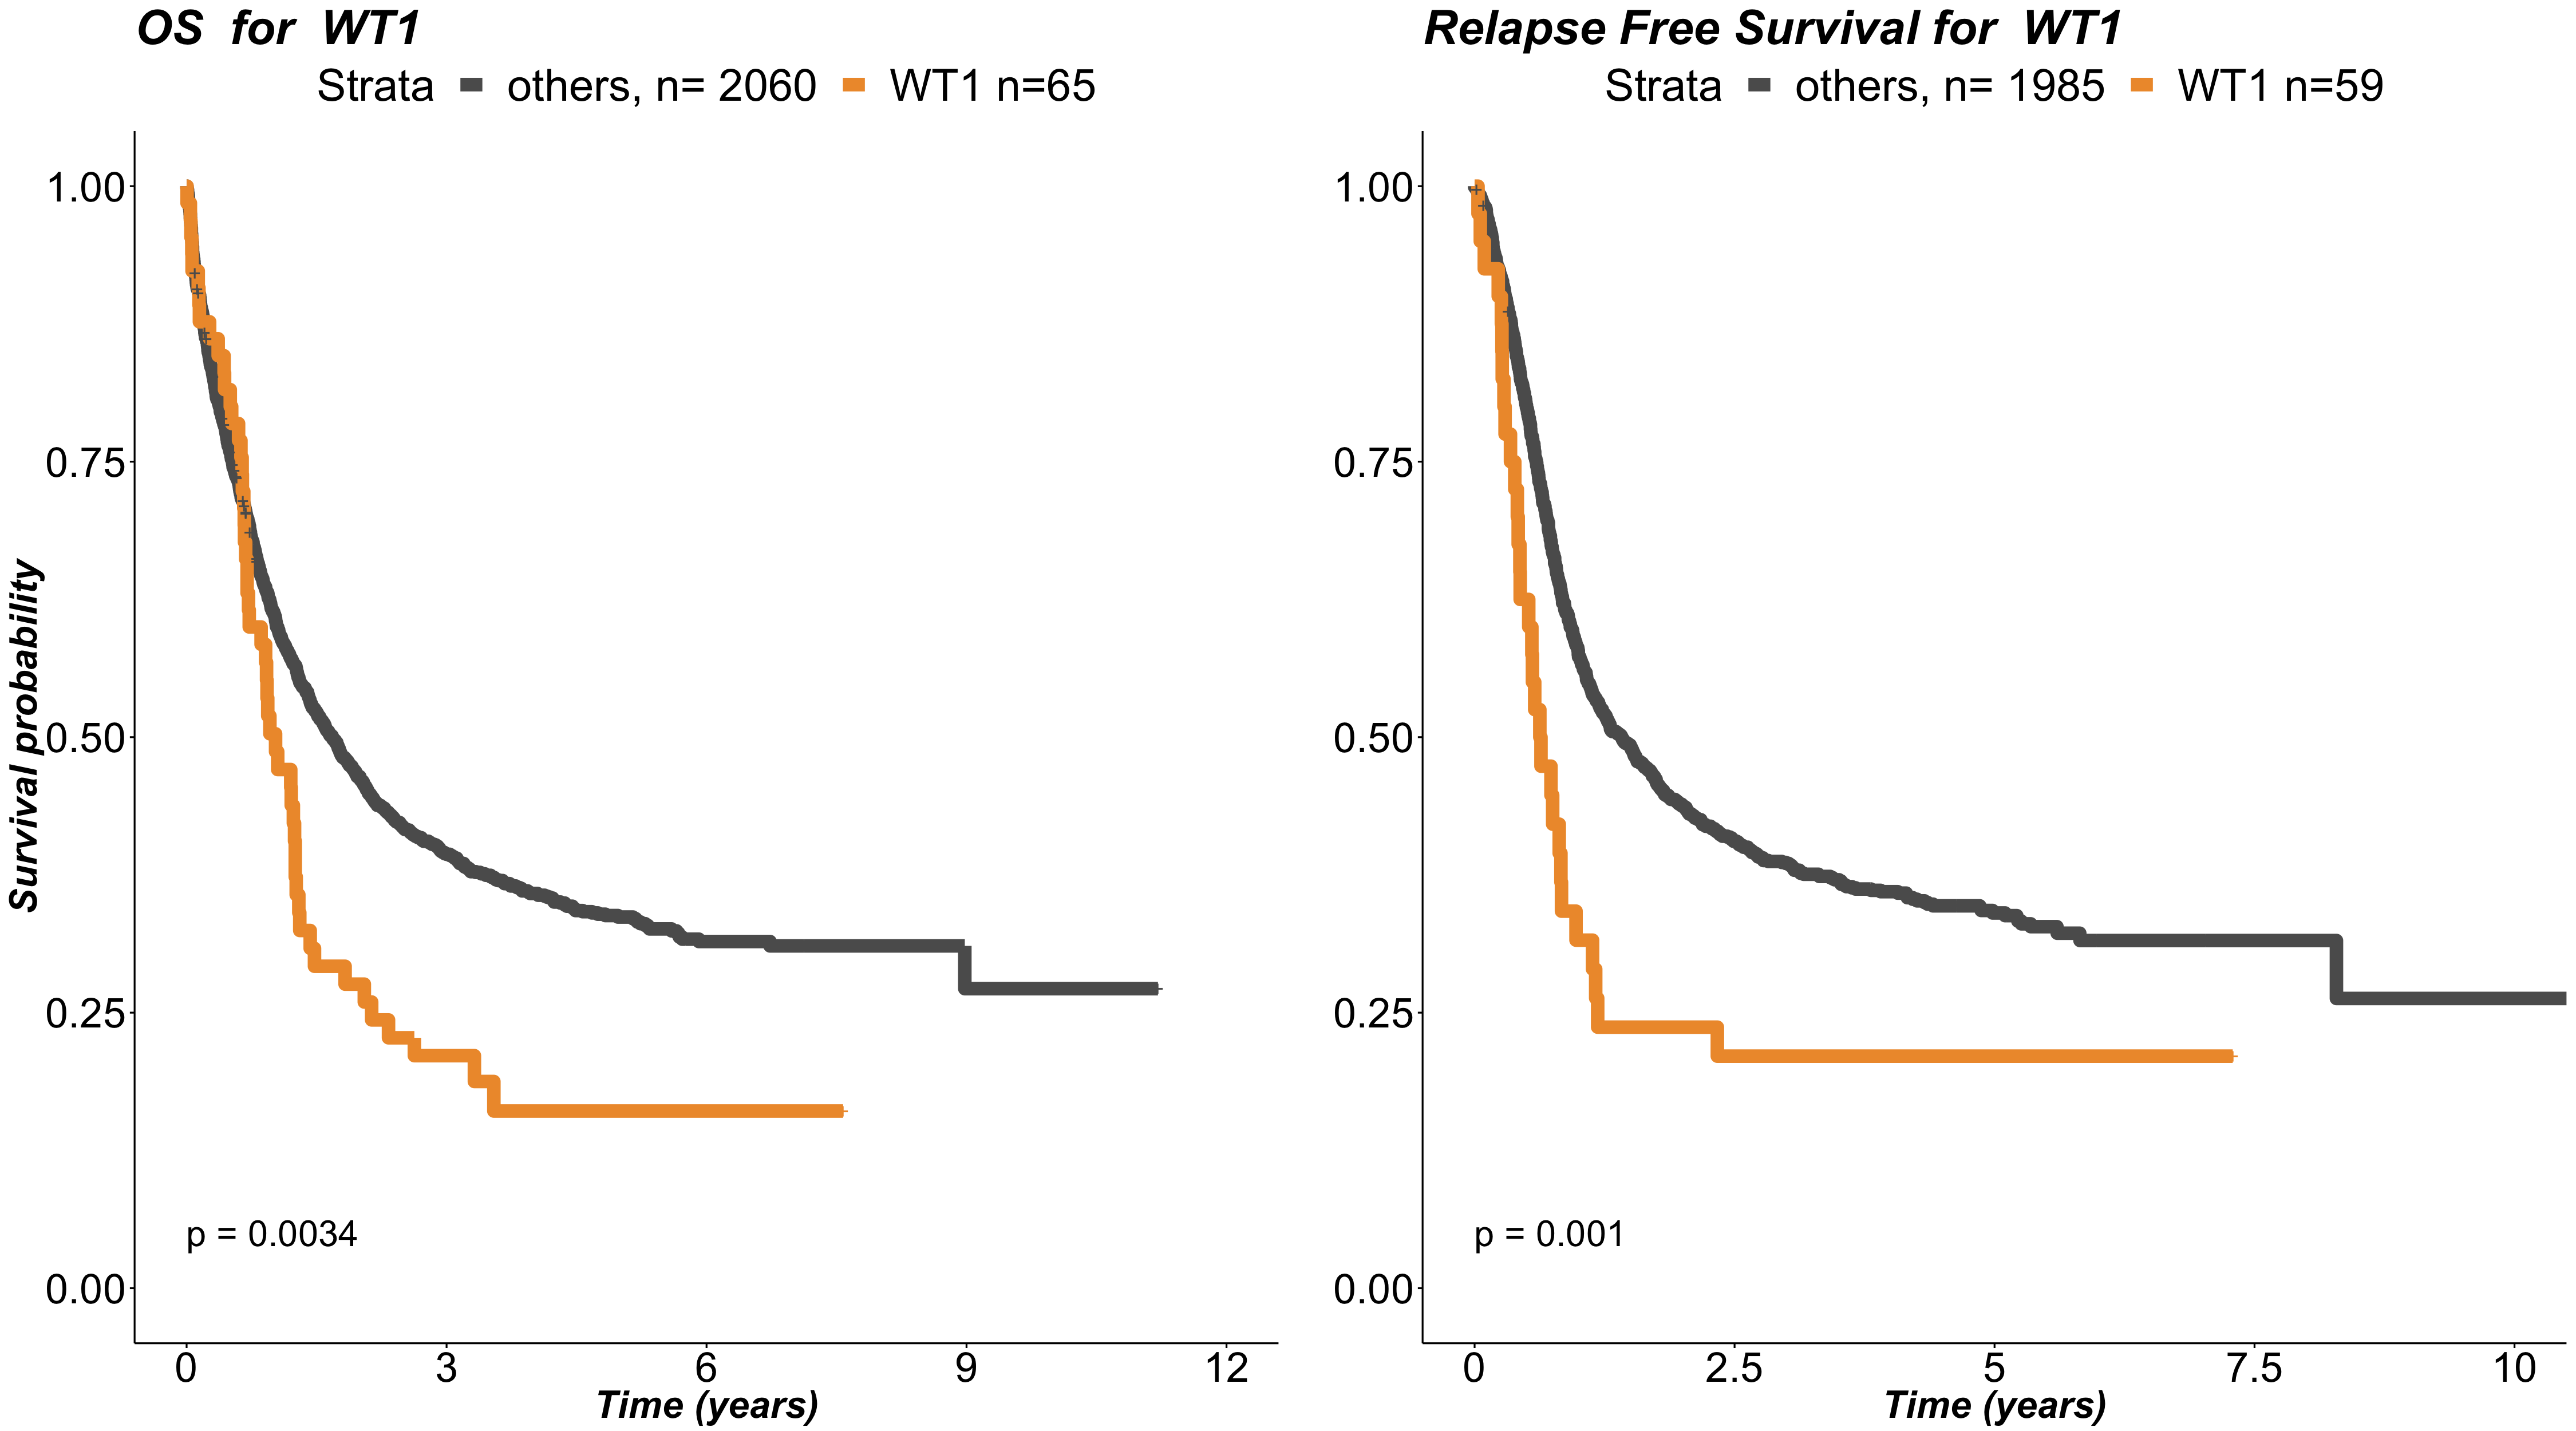 OS for WT1
Strata others, n= 2060 WT1 n=65
Survival probability
1.00
0.75
0.50
0.25
0.00
p = 0.0034
0 3 6 9 12
Time (years)
Relapse Free Survival for WT1
Strata others, n= 1985 WT1 n=59
1.00
0.75
0.50
0.25
0.00
p = 0.001
0 2.5 5 7.5 10
Time (years)